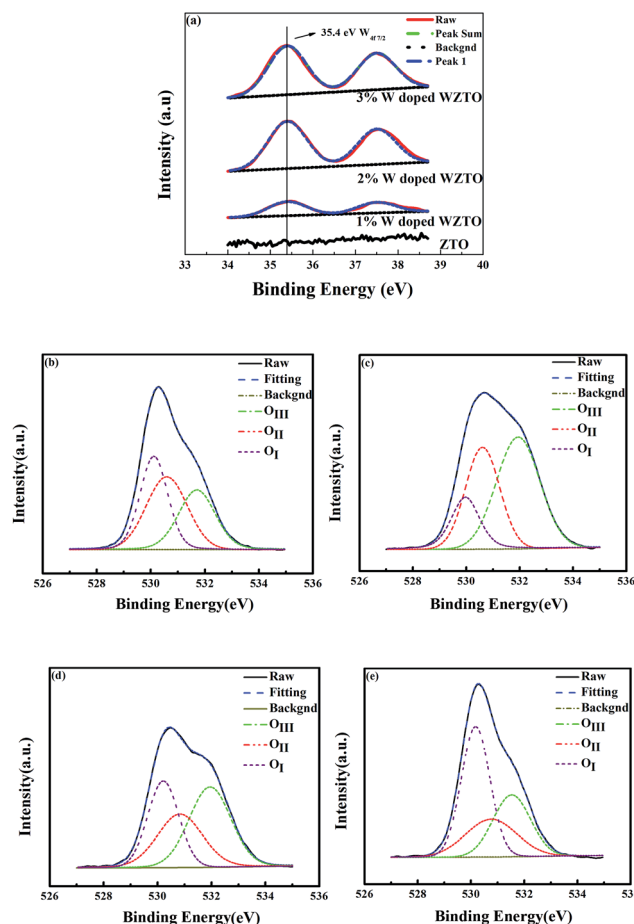 (a)
35.4 eV W4f 7/2
Raw
Peak Sum
Backgnd
Peak 1
3% W doped WZTO
2% W doped WZTO
1% W doped WZTO
ZTO
Intensity (a.u)
33 34 35 36 37 38 39 40
Binding Energy (eV)
(b)
Raw
Fitting
Backgnd
OIII
OII
OI
Intensity(a.u.)
526 528 530 532 534 536
Binding Energy(eV)
(c)
Raw
Fitting
Backgnd
OIII
OII
OI
Intensity(a.u.)
526 528 530 532 534 536
Binding Energy(eV)
(d)
Raw
Fitting
Backgnd
OIII
OII
OI
Intensity(a.u.)
526 528 530 532 534 536
Binding Energy(eV)
(e)
Raw
Fitting
Backgnd
OIII
OII
OI
Intensity(a.u.)
526 528 530 532 534 536
Binding Energy(eV)